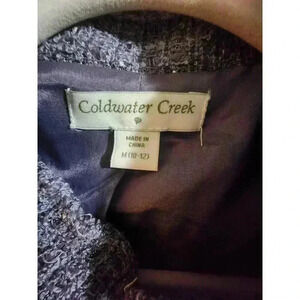 Coldwater Creek
MADE IN
CHINA
M (10-12)